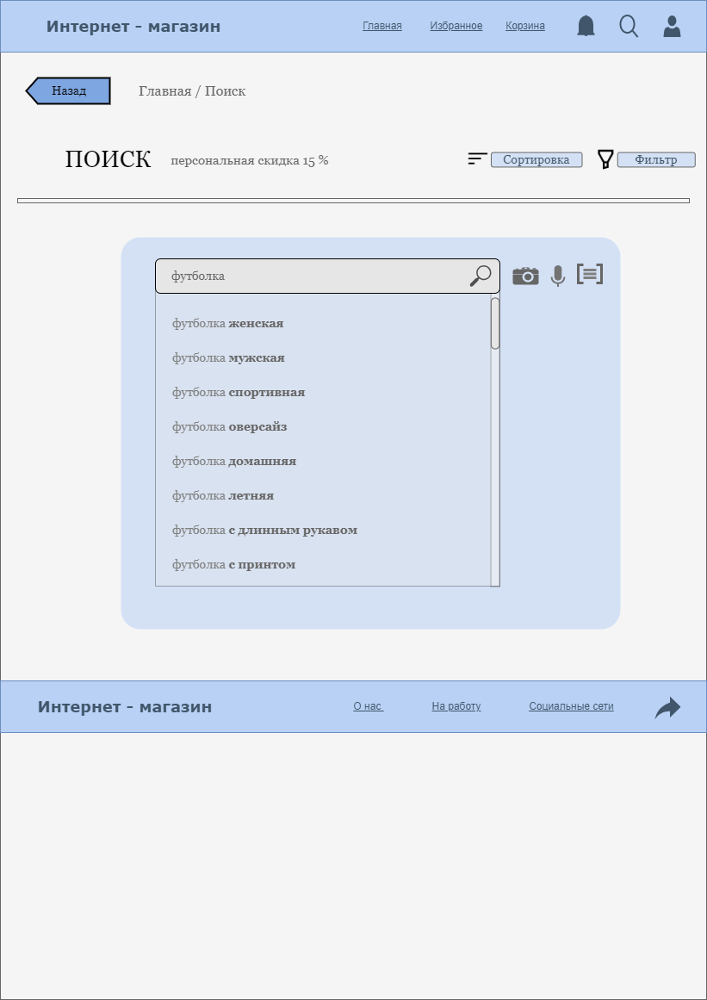 Интернет - магазин
Главная
Избранное
Корзина
Назад
Главная / Поиск
ПОИСК
персональная скидка 15 %
Сортировка
Фильтр
футболка
футболка женская
футболка мужская
футболка спортивная
футболка оверсайз
футболка домашняя
футболка летняя
футболка с длинным рукавом
футболка с принтом
Интернет - магазин
О нас
На работу
Социальные сети